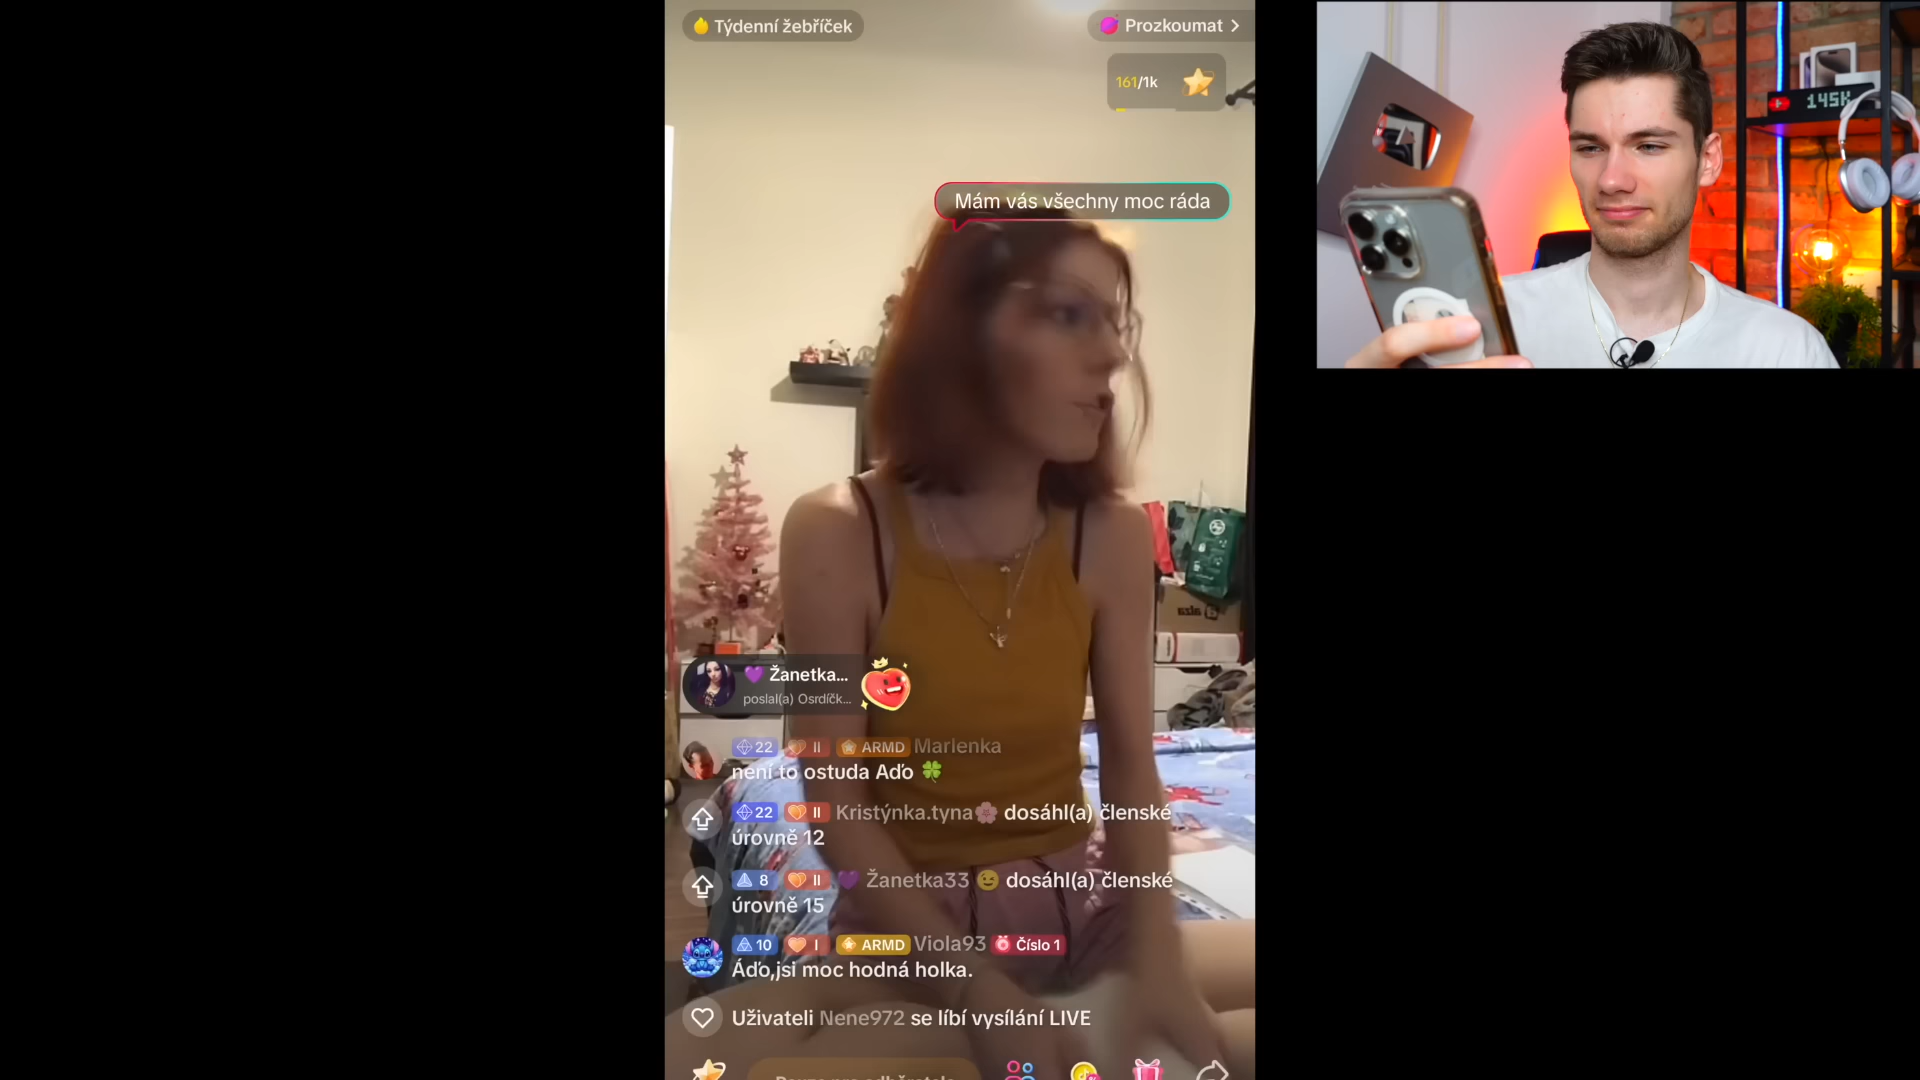 Týdenní žebříček
Prozkoumat
161/1k
145K
Mám vás všechny moc ráda
alza
Žanetka...
poslal(a) Osrdíčk...
22 II ARMD Marlenka
není to ostuda Aďo
22 II Kristýnka.tyna dosáhl(a) členské
úrovně 12
8 II Žanetka33 dosáhl(a) členské
úrovně 15
10 I ARMD Viola93 Číslo 1
Áďo,jsi moc hodná holka.
Uživateli Nene972 se líbí vysílání LIVE